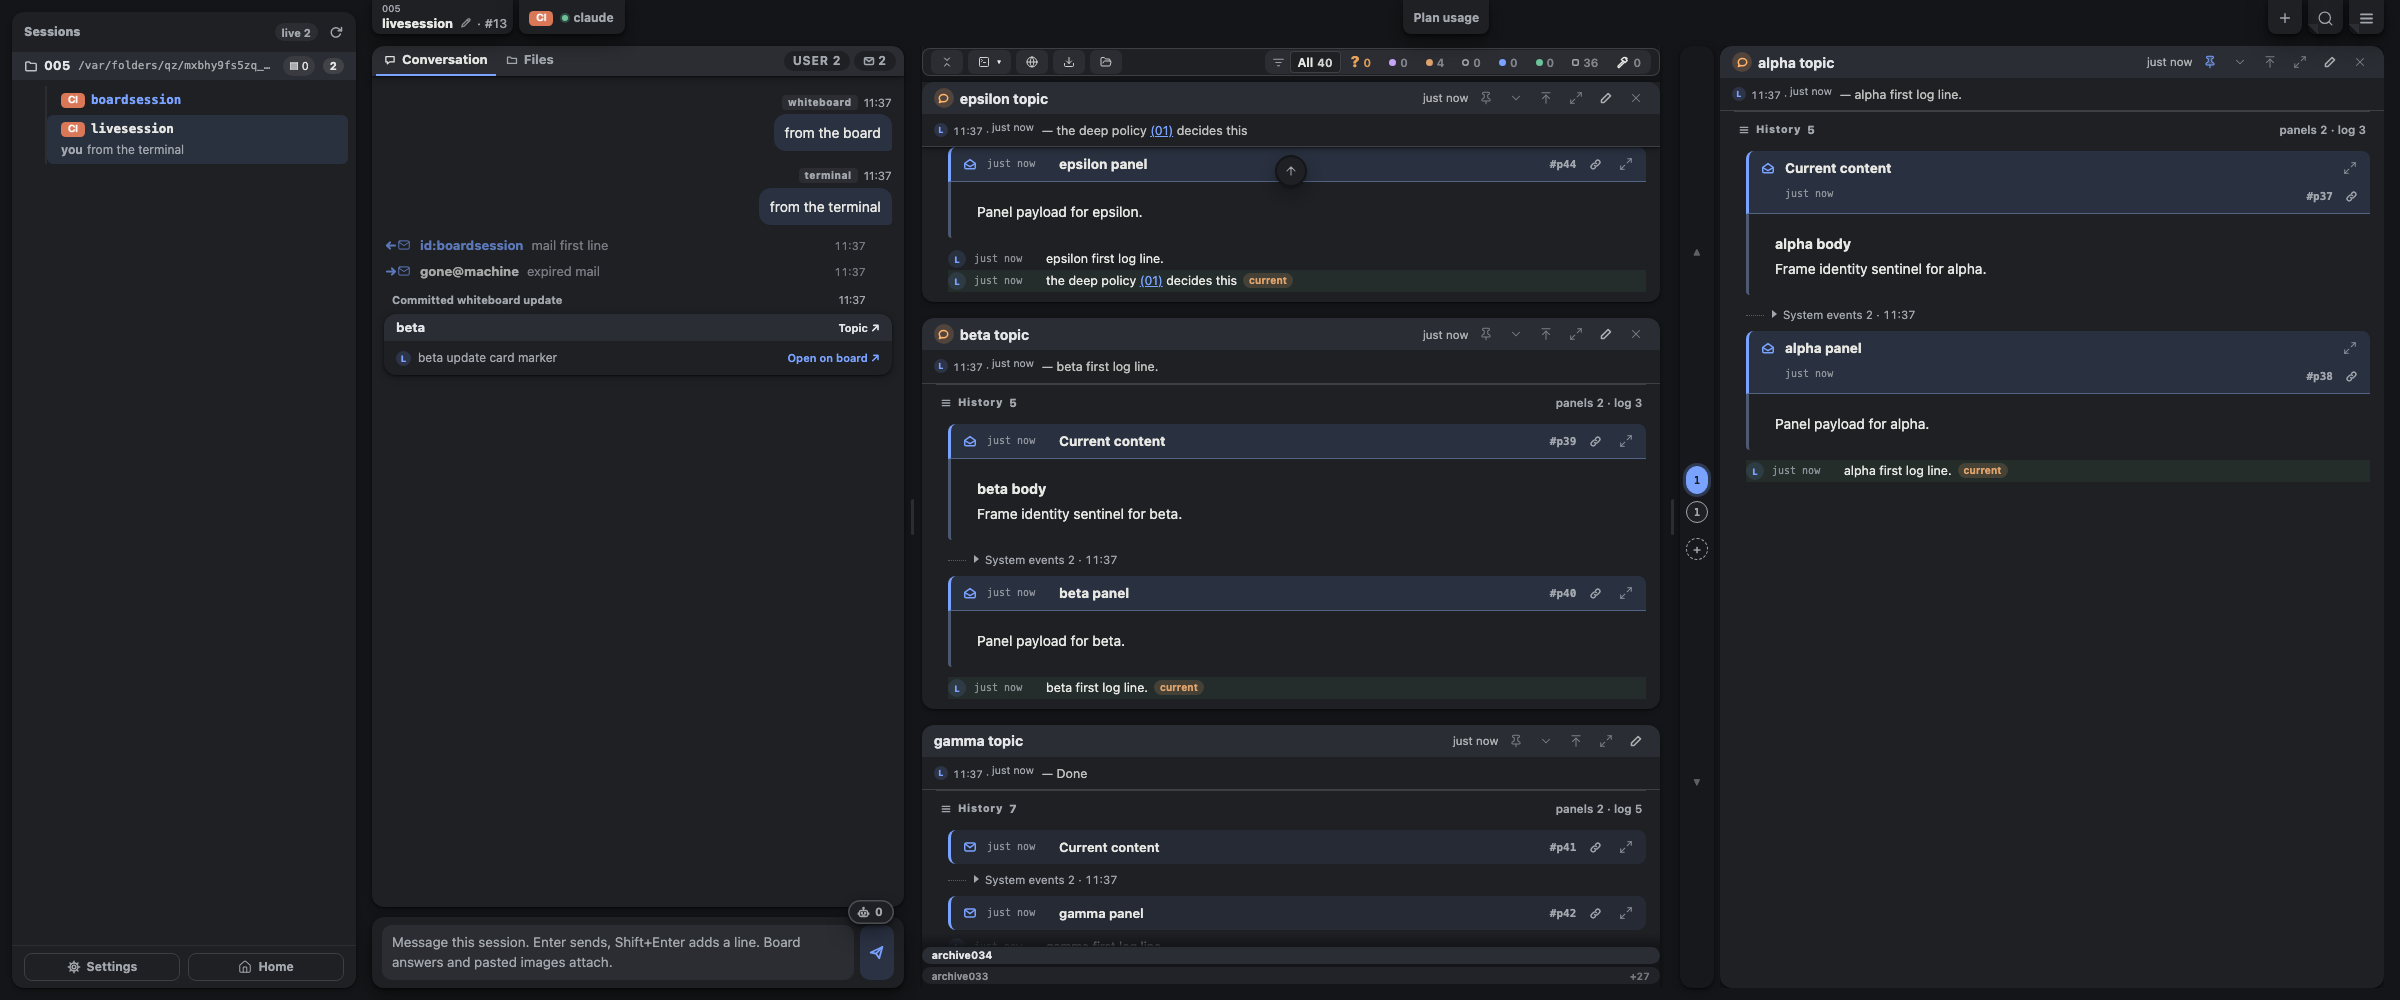 Sessions
live 2
005 /var/folders/qz/mxbhy9fs5zq_… 0 2
CI boardsession
CI livesession
you from the terminal
Settings
Home
005
livesession · #13
CI claude
Plan usage
Conversation
Files
USER 2
2
whiteboard 11:37
from the board
terminal 11:37
from the terminal
id:boardsession mail first line 11:37
gone@machine expired mail 11:37
Committed whiteboard update 11:37
beta Topic
L beta update card marker Open on board
0
Message this session. Enter sends, Shift+Enter adds a line. Board
answers and pasted images attach.
All 40 ? 0 0 4 0 0 0 36 0
epsilon topic just now
L 11:37 · just now — the deep policy (01) decides this
just now epsilon panel #p44
Panel payload for epsilon.
L just now epsilon first log line.
L just now the deep policy (01) decides this current
beta topic just now
L 11:37 · just now — beta first log line.
History 5 panels 2 · log 3
just now Current content #p39
beta body
Frame identity sentinel for beta.
System events 2 · 11:37
just now beta panel #p40
Panel payload for beta.
L just now beta first log line. current
gamma topic just now
L 11:37 · just now — Done
History 7 panels 2 · log 5
just now Current content #p41
System events 2 · 11:37
just now gamma panel #p42
just now gamma first log line.
archive034
archive033 +27
1
1
alpha topic just now
L 11:37 · just now — alpha first log line.
History 5 panels 2 · log 3
Current content
just now #p37
alpha body
Frame identity sentinel for alpha.
System events 2 · 11:37
alpha panel
just now #p38
Panel payload for alpha.
L just now alpha first log line. current